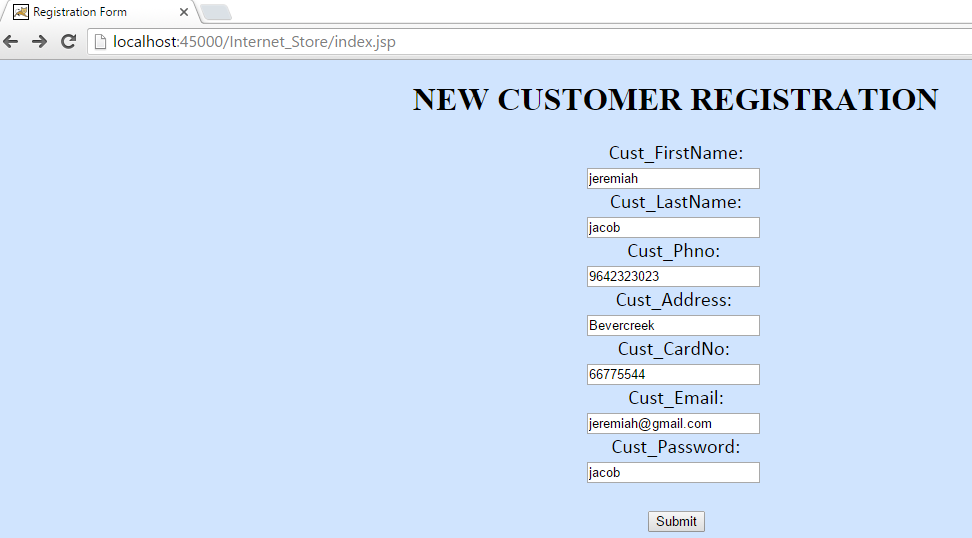 Registration Form
localhost:45000/Internet_Store/index.jsp
NEW CUSTOMER REGISTRATION
Cust_FirstName:
jeremiah
Cust_LastName:
jacob
Cust_Phno:
9642323023
Cust_Address:
Bevercreek
Cust_CardNo:
66775544
Cust_Email:
jeremiah@gmail.com
Cust_Password:
jacob
Submit